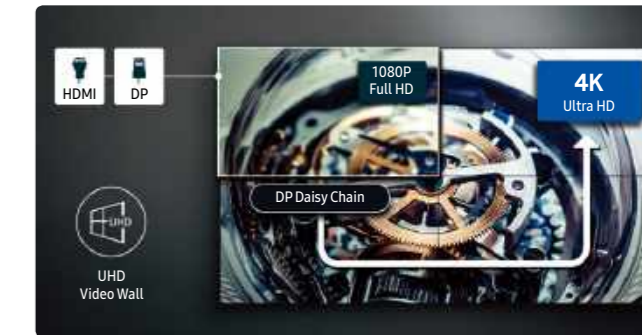 HDMI
DP
1080P
Full HD
4K
Ultra HD
DP Daisy Chain
UHD
UHD
Video Wall